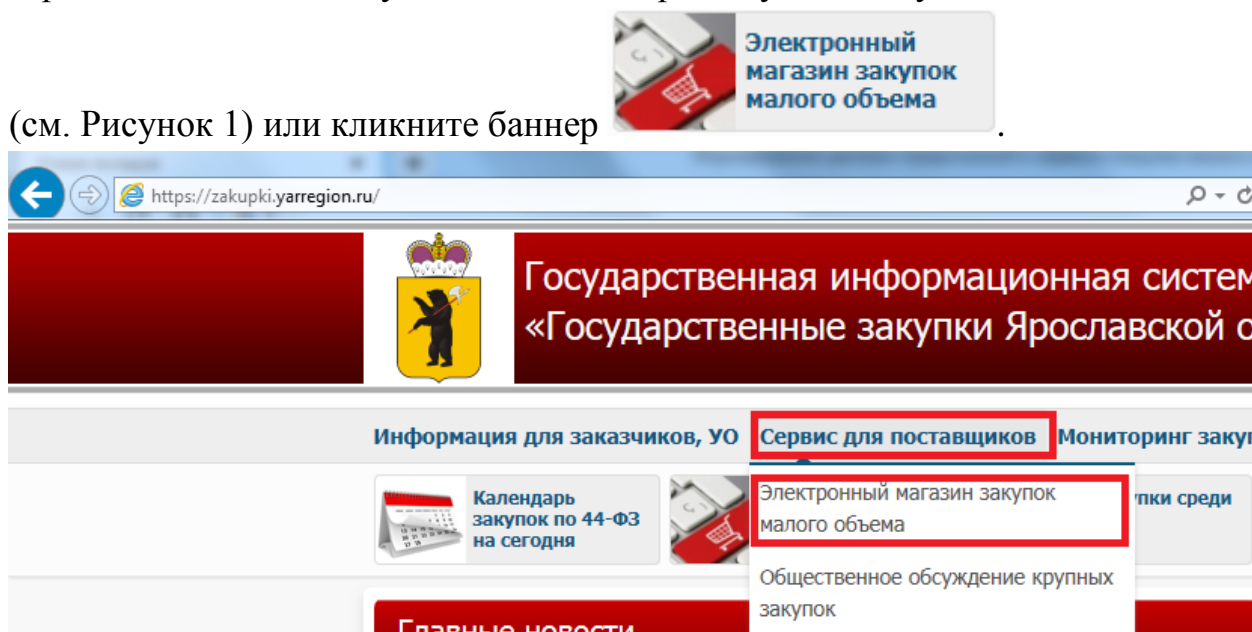 Электронный
магазин закупок
малого объема
(см. Рисунок 1) или кликните баннер .
https://zakupki.yarregion.ru/
Государственная информационная систем
«Государственные закупки Ярославской о
Информация для заказчиков, УО Сервис для поставщиков Мониторинг заку
Календарь
закупок по 44-ФЗ
на сегодня
Электронный магазин закупок
малого объема
пки среди
Общественное обсуждение крупных
закупок
Главные новости